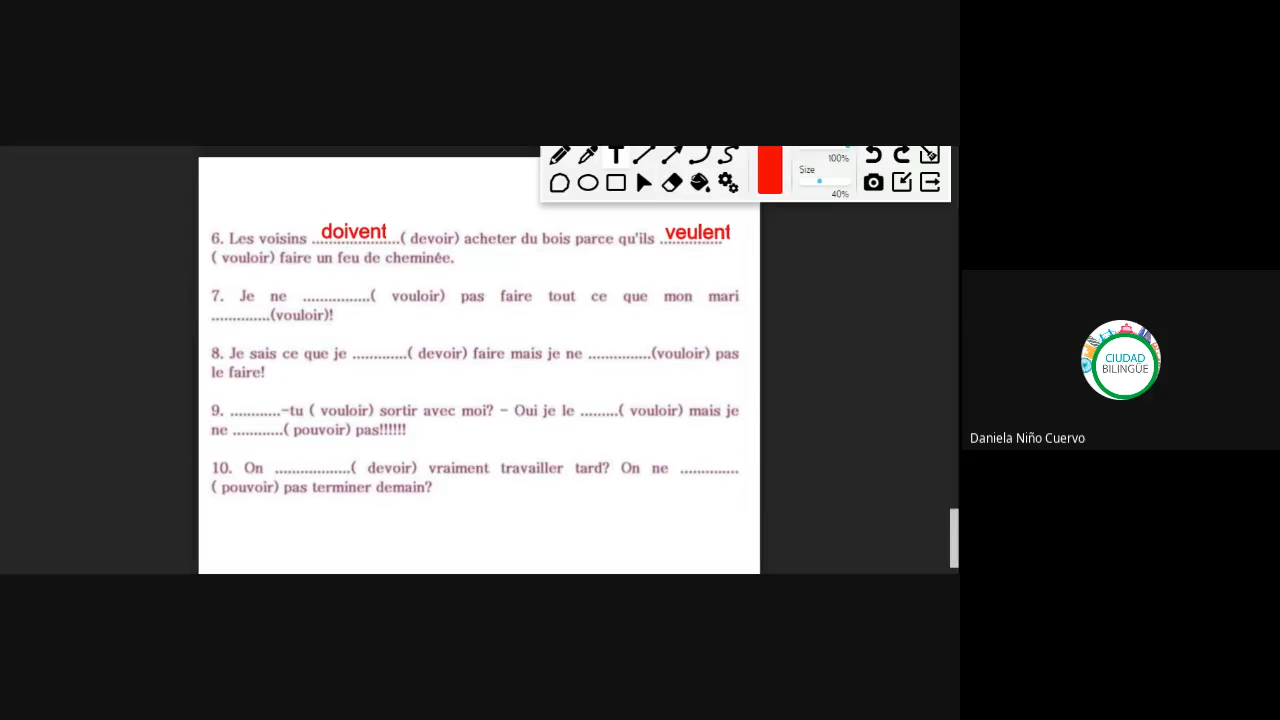 100%
Size
40%
6. Les voisins ..................( devoir) acheter du bois parce qu'ils ..............
doivent
veulent
( vouloir) faire un feu de cheminée.
7. Je ne ................( vouloir) pas faire tout ce que mon mari
..............(vouloir)!
8. Je sais ce que je .............( devoir) faire mais je ne ...............(vouloir) pas
le faire!
9. ............-tu ( vouloir) sortir avec moi? - Oui je le .........( vouloir) mais je
ne ............( pouvoir) pas!!!!!!
10. On ..................( devoir) vraiment travailler tard? On ne ..............
( pouvoir) pas terminer demain?
CIUDAD
BILINGÜE
Daniela Niño Cuervo